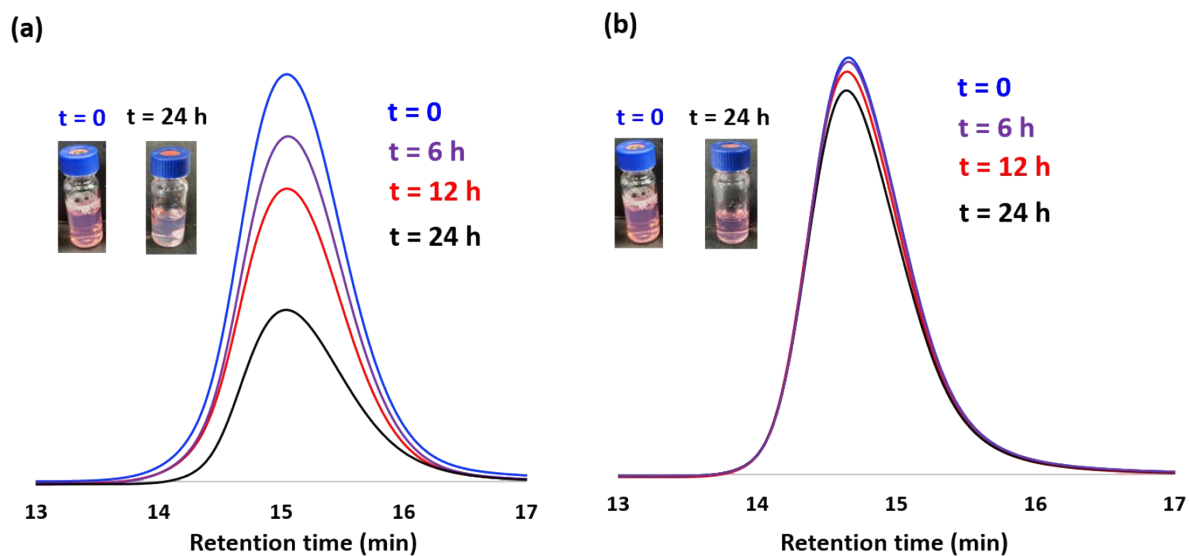 (a)
t = 0 t = 24 h
t = 0
t = 6 h
t = 12 h
t = 24 h
13 14 15 16 17
Retention time (min)
(b)
t = 0 t = 24 h
t = 0
t = 6 h
t = 12 h
t = 24 h
13 14 15 16 17
Retention time (min)